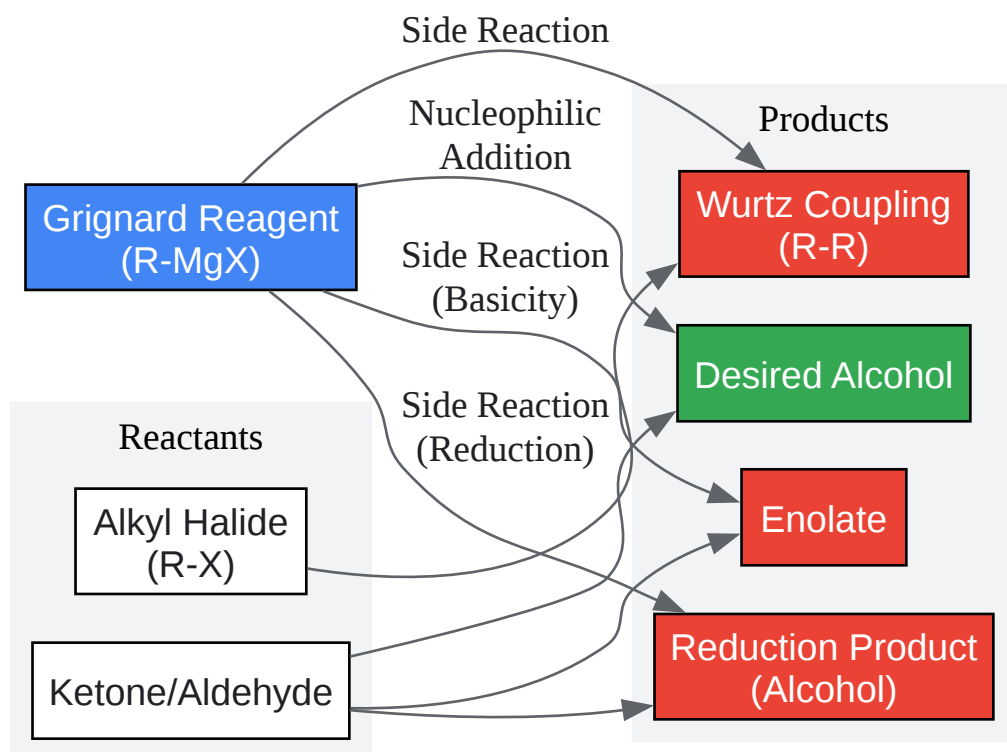 Side Reaction
Nucleophilic
Addition
Products
Grignard Reagent
(R-MgX)
Wurtz Coupling
(R-R)
Side Reaction
(Basicity)
Desired Alcohol
Side Reaction
(Reduction)
Reactants
Alkyl Halide
(R-X)
Enolate
Ketone/Aldehyde
Reduction Product
(Alcohol)